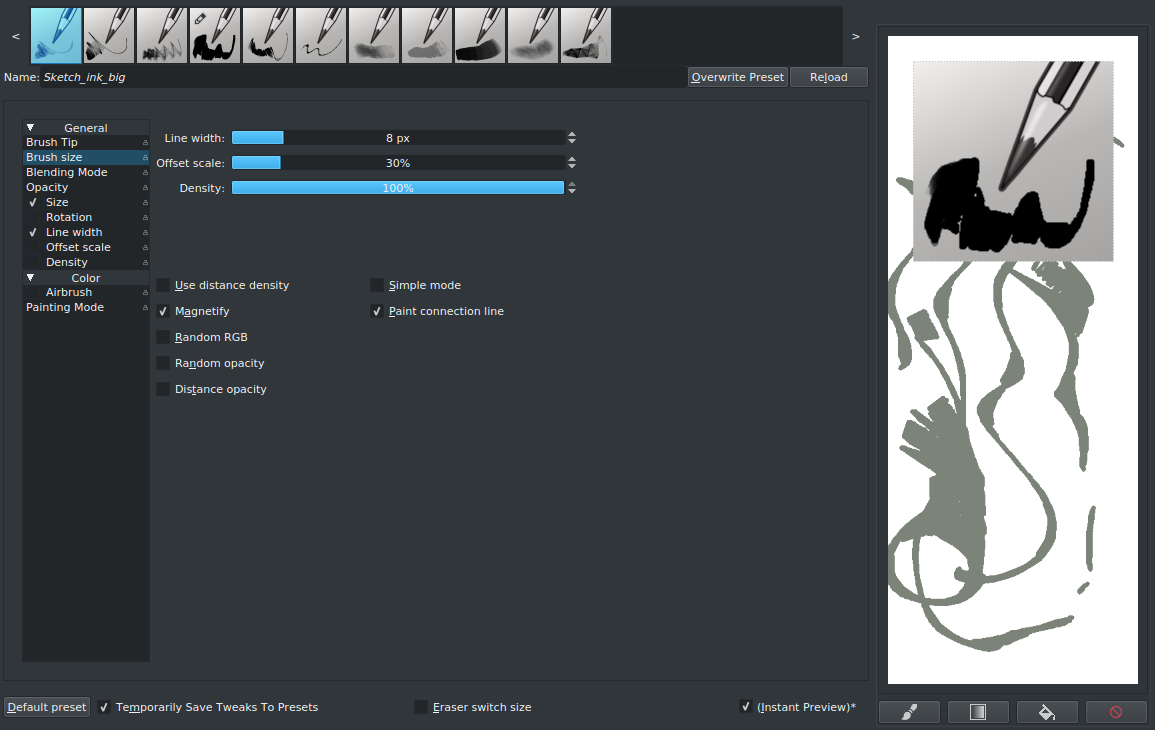 <
>
Name: Sketch_ink_big
Overwrite Preset
Reload
General
Brush Tip
Brush size
Blending Mode
Opacity
Size
Rotation
Line width
Offset scale
Density
Color
Airbrush
Painting Mode
Line width: 8 px
Offset scale: 30%
Density: 100%
Use distance density
Simple mode
Magnetify
Paint connection line
Random RGB
Random opacity
Distance opacity
Default preset
Temporarily Save Tweaks To Presets
Eraser switch size
(Instant Preview)*